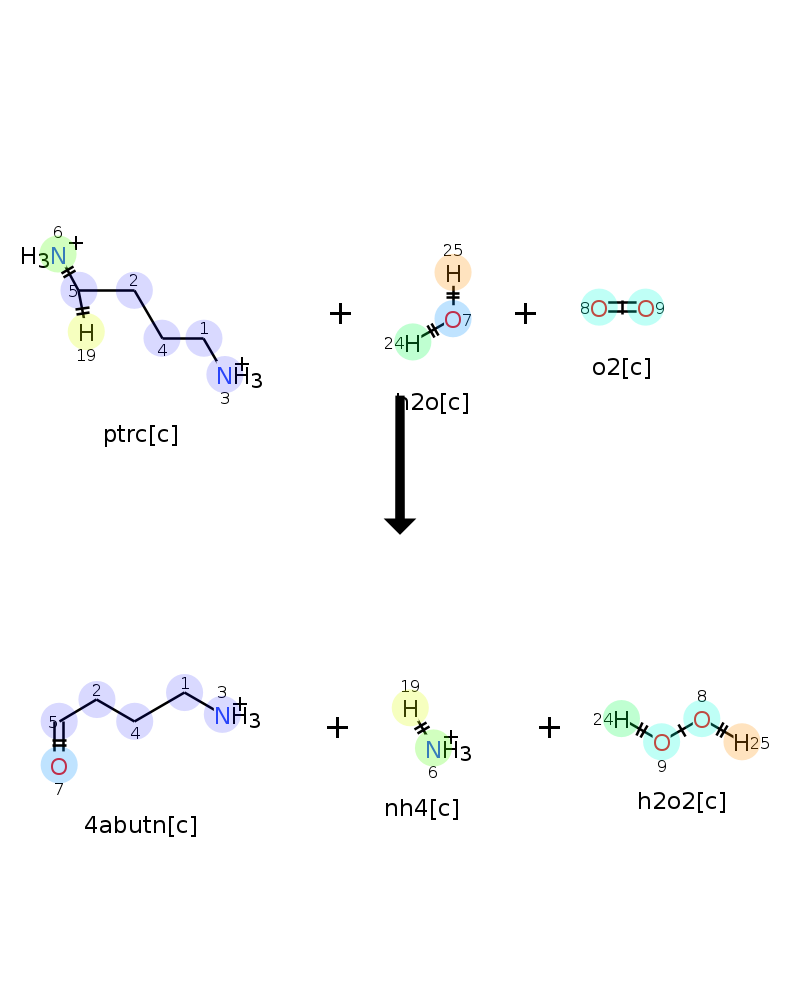 6
+
H3N
5
2
H
19
4
1
+
NH3
3
ptrc[c]
+
25
H
O7
24H
h2o[c]
+
8O
O9
o2[c]
5
2
4
1
3
+
NH3
O
7
4abutn[c]
+
19
H
+
NH3
6
nh4[c]
+
24H
O
9
8
O
H25
h2o2[c]